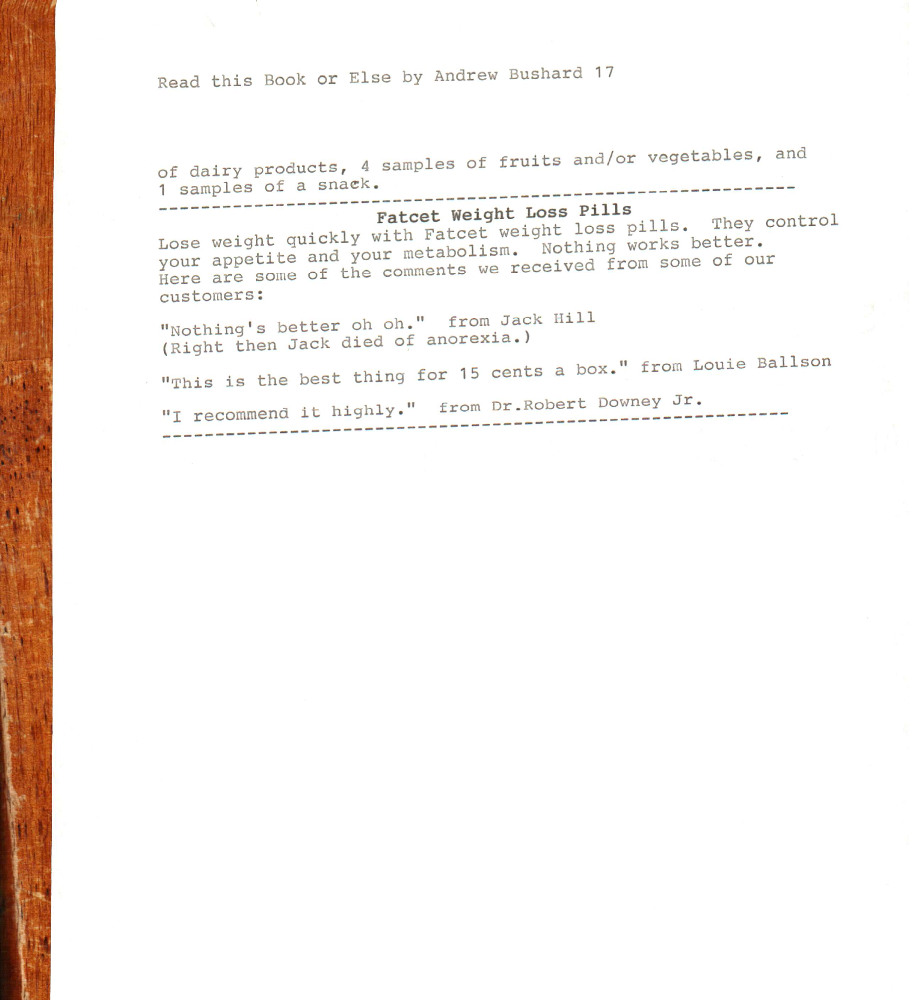 Read this Book or Else by Andrew Bushard 17
of dairy products, 4 samples of fruits and/or vegetables, and
1 samples of a snack.
------------------------------------------------------------
Fatcet Weight Loss Pills
Lose weight quickly with Fatcet weight loss pills.  They control
your appetite and your metabolism.  Nothing works better.
Here are some of the comments we received from some of our
customers:
"Nothing's better oh oh."  from Jack Hill
(Right then Jack died of anorexia.)
"This is the best thing for 15 cents a box." from Louie Ballson
"I recommend it highly."  from Dr.Robert Downey Jr.
-----------------------------------------------------------